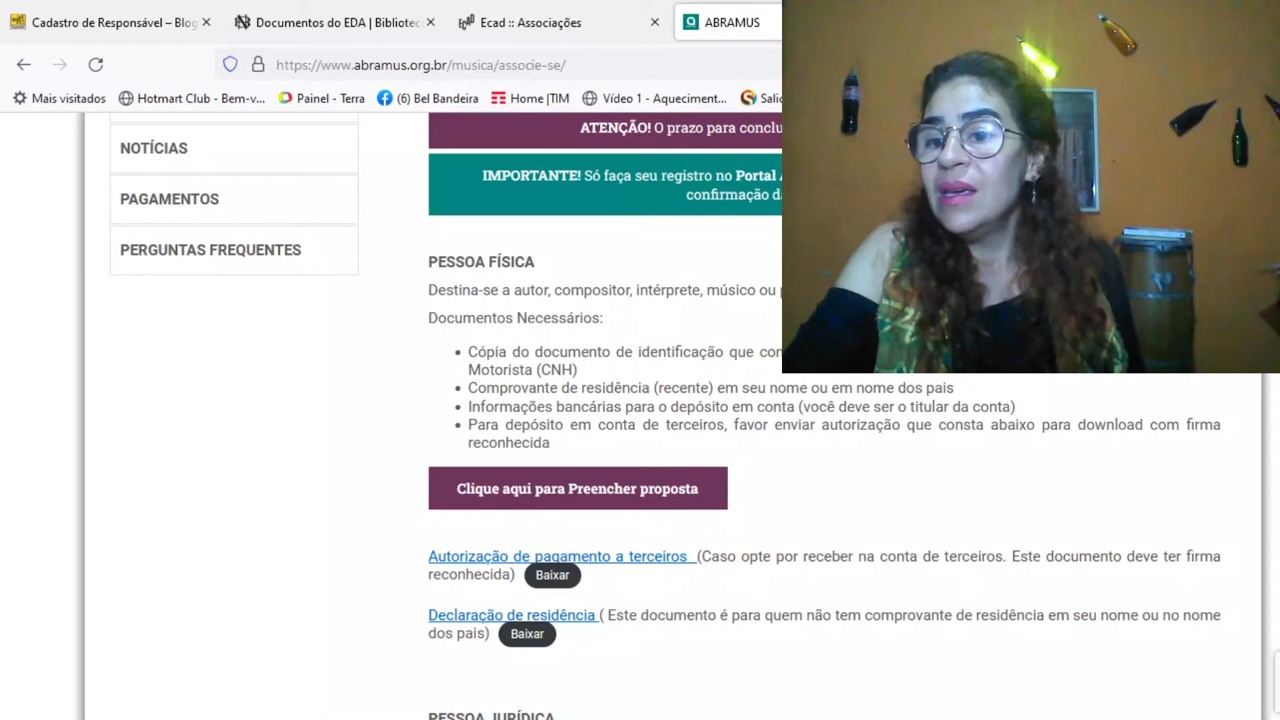 Cadastro de Responsável – Blog
Documentos do EDA | Bibliotec
Ecad :: Associações
ABRAMUS
https://www.abramus.org.br/musica/associe-se/
Mais visitados
Hotmart Club - Bem-v...
Painel - Terra
(6) Bel Bandeira
Home |TIM
Vídeo 1 - Aqueciment...
Salic
NOTÍCIAS
PAGAMENTOS
PERGUNTAS FREQUENTES
ATENÇÃO! O prazo para conclu
IMPORTANTE! Só faça seu registro no Portal
confirmação da
PESSOA FÍSICA
Destina-se a autor, compositor, intérprete, músico ou
Documentos Necessários:
Cópia do documento de identificação que con
Motorista (CNH)
Comprovante de residência (recente) em seu nome ou em nome dos pais
Informações bancárias para o depósito em conta (você deve ser o titular da conta)
Para depósito em conta de terceiros, favor enviar autorização que consta abaixo para download com firma
reconhecida
Clique aqui para Preencher proposta
Autorização de pagamento a terceiros (Caso opte por receber na conta de terceiros. Este documento deve ter firma
reconhecida) Baixar
Declaração de residência ( Este documento é para quem não tem comprovante de residência em seu nome ou no nome
dos pais) Baixar
PESSOA JURÍDICA